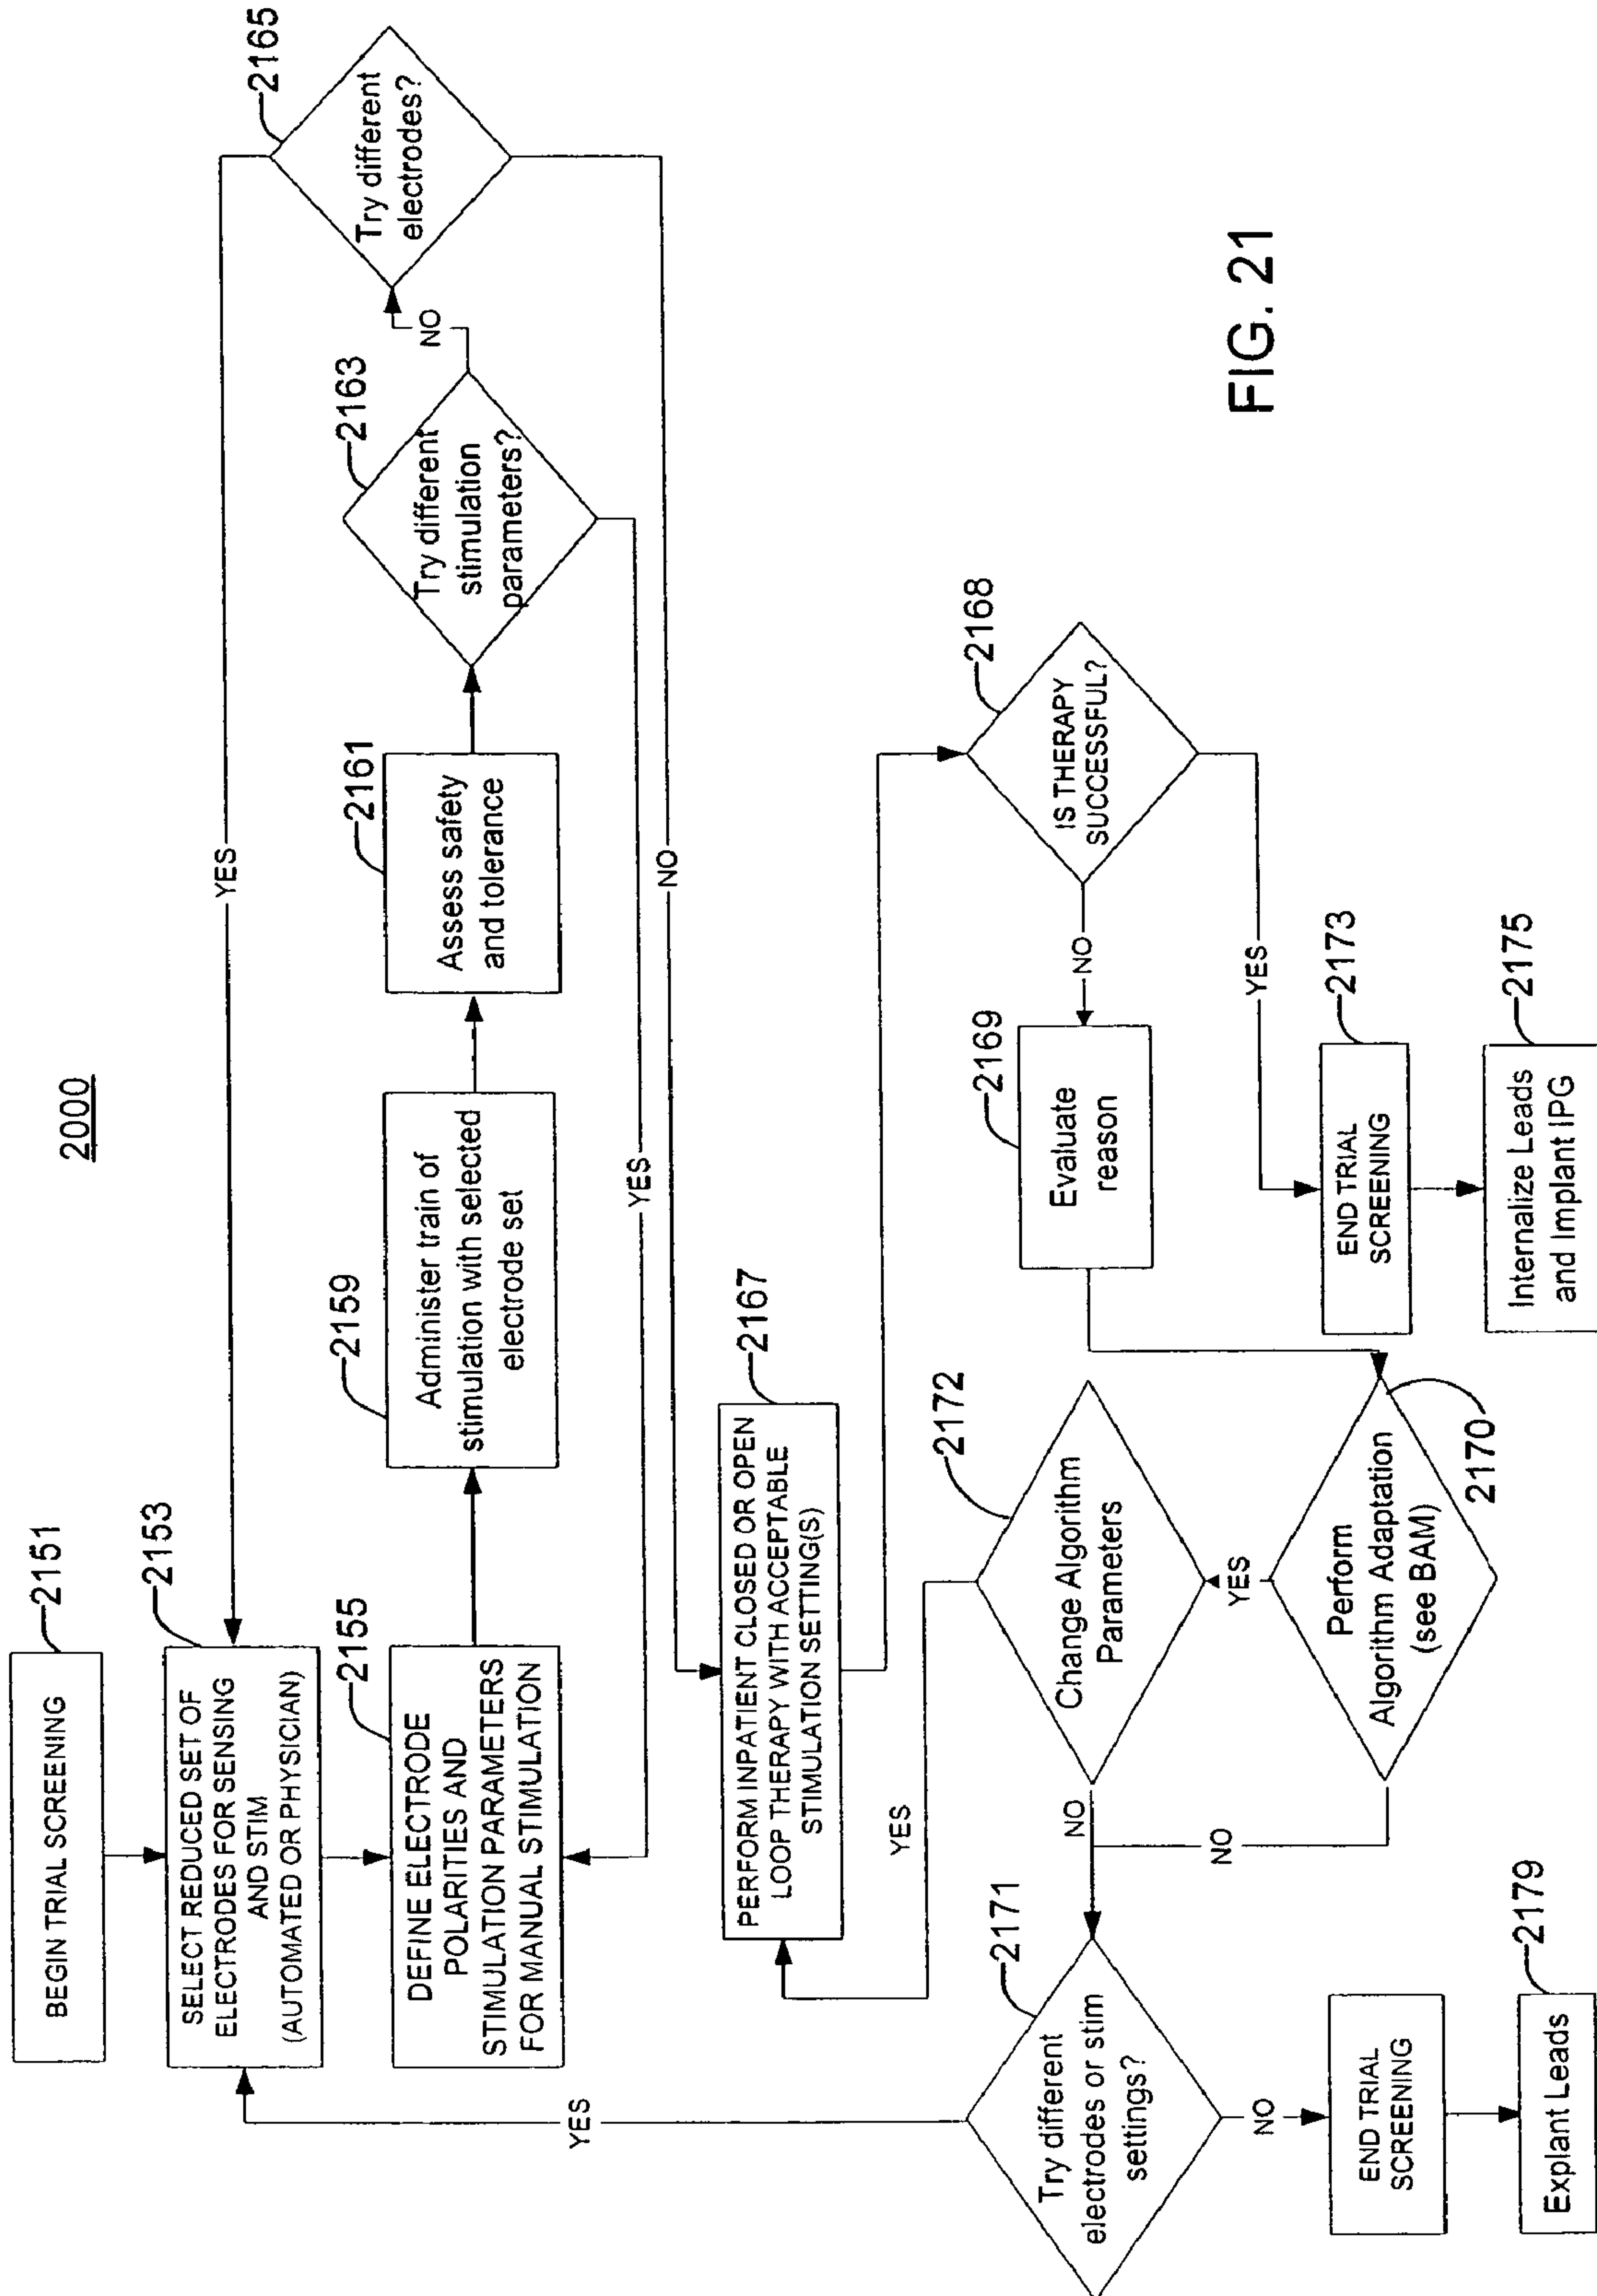 2000
BEGIN TRIAL SCREENING
2151
SELECT REDUCED SET OF
ELECTRODES FOR SENSING
AND STIM
(AUTOMATED OR PHYSICIAN)
2153
DEFINE ELECTRODE
POLARITIES AND
STIMULATION PARAMETERS
FOR MANUAL STIMULATION
2155
Administer train of
stimulation with selected
electrode set
2159
Assess safety
and tolerance
2161
Try different
stimulation
parameters?
2163
NO
YES
Try different
electrodes?
2165
YES
NO
PERFORM INPATIENT CLOSED OR OPEN
LOOP THERAPY WITH ACCEPTABLE
STIMULATION SETTING(S)
2167
IS THERAPY
SUCCESSFUL?
2168
NO
YES
Evaluate
reason
2169
Perform
Algorithm Adaptation
(see BAM)
2170
YES
NO
Change Algorithm
Parameters
2172
YES
NO
Try different
electrodes or stim
settings?
2171
YES
NO
END TRIAL
SCREENING
Explant Leads
2179
END TRIAL
SCREENING
2173
Internalize Leads
and Implant IPG
2175
FIG. 21